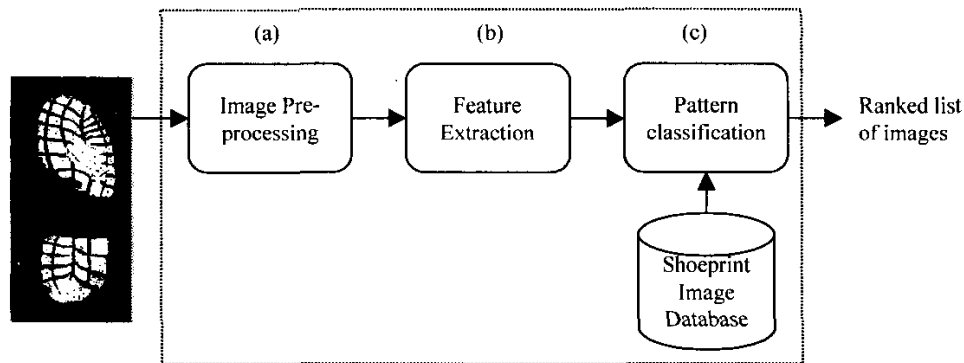 (a)
(b)
(c)
Image Pre-
processing
Feature
Extraction
Pattern
classification
Ranked list
of images
Shoeprint
Image
Database